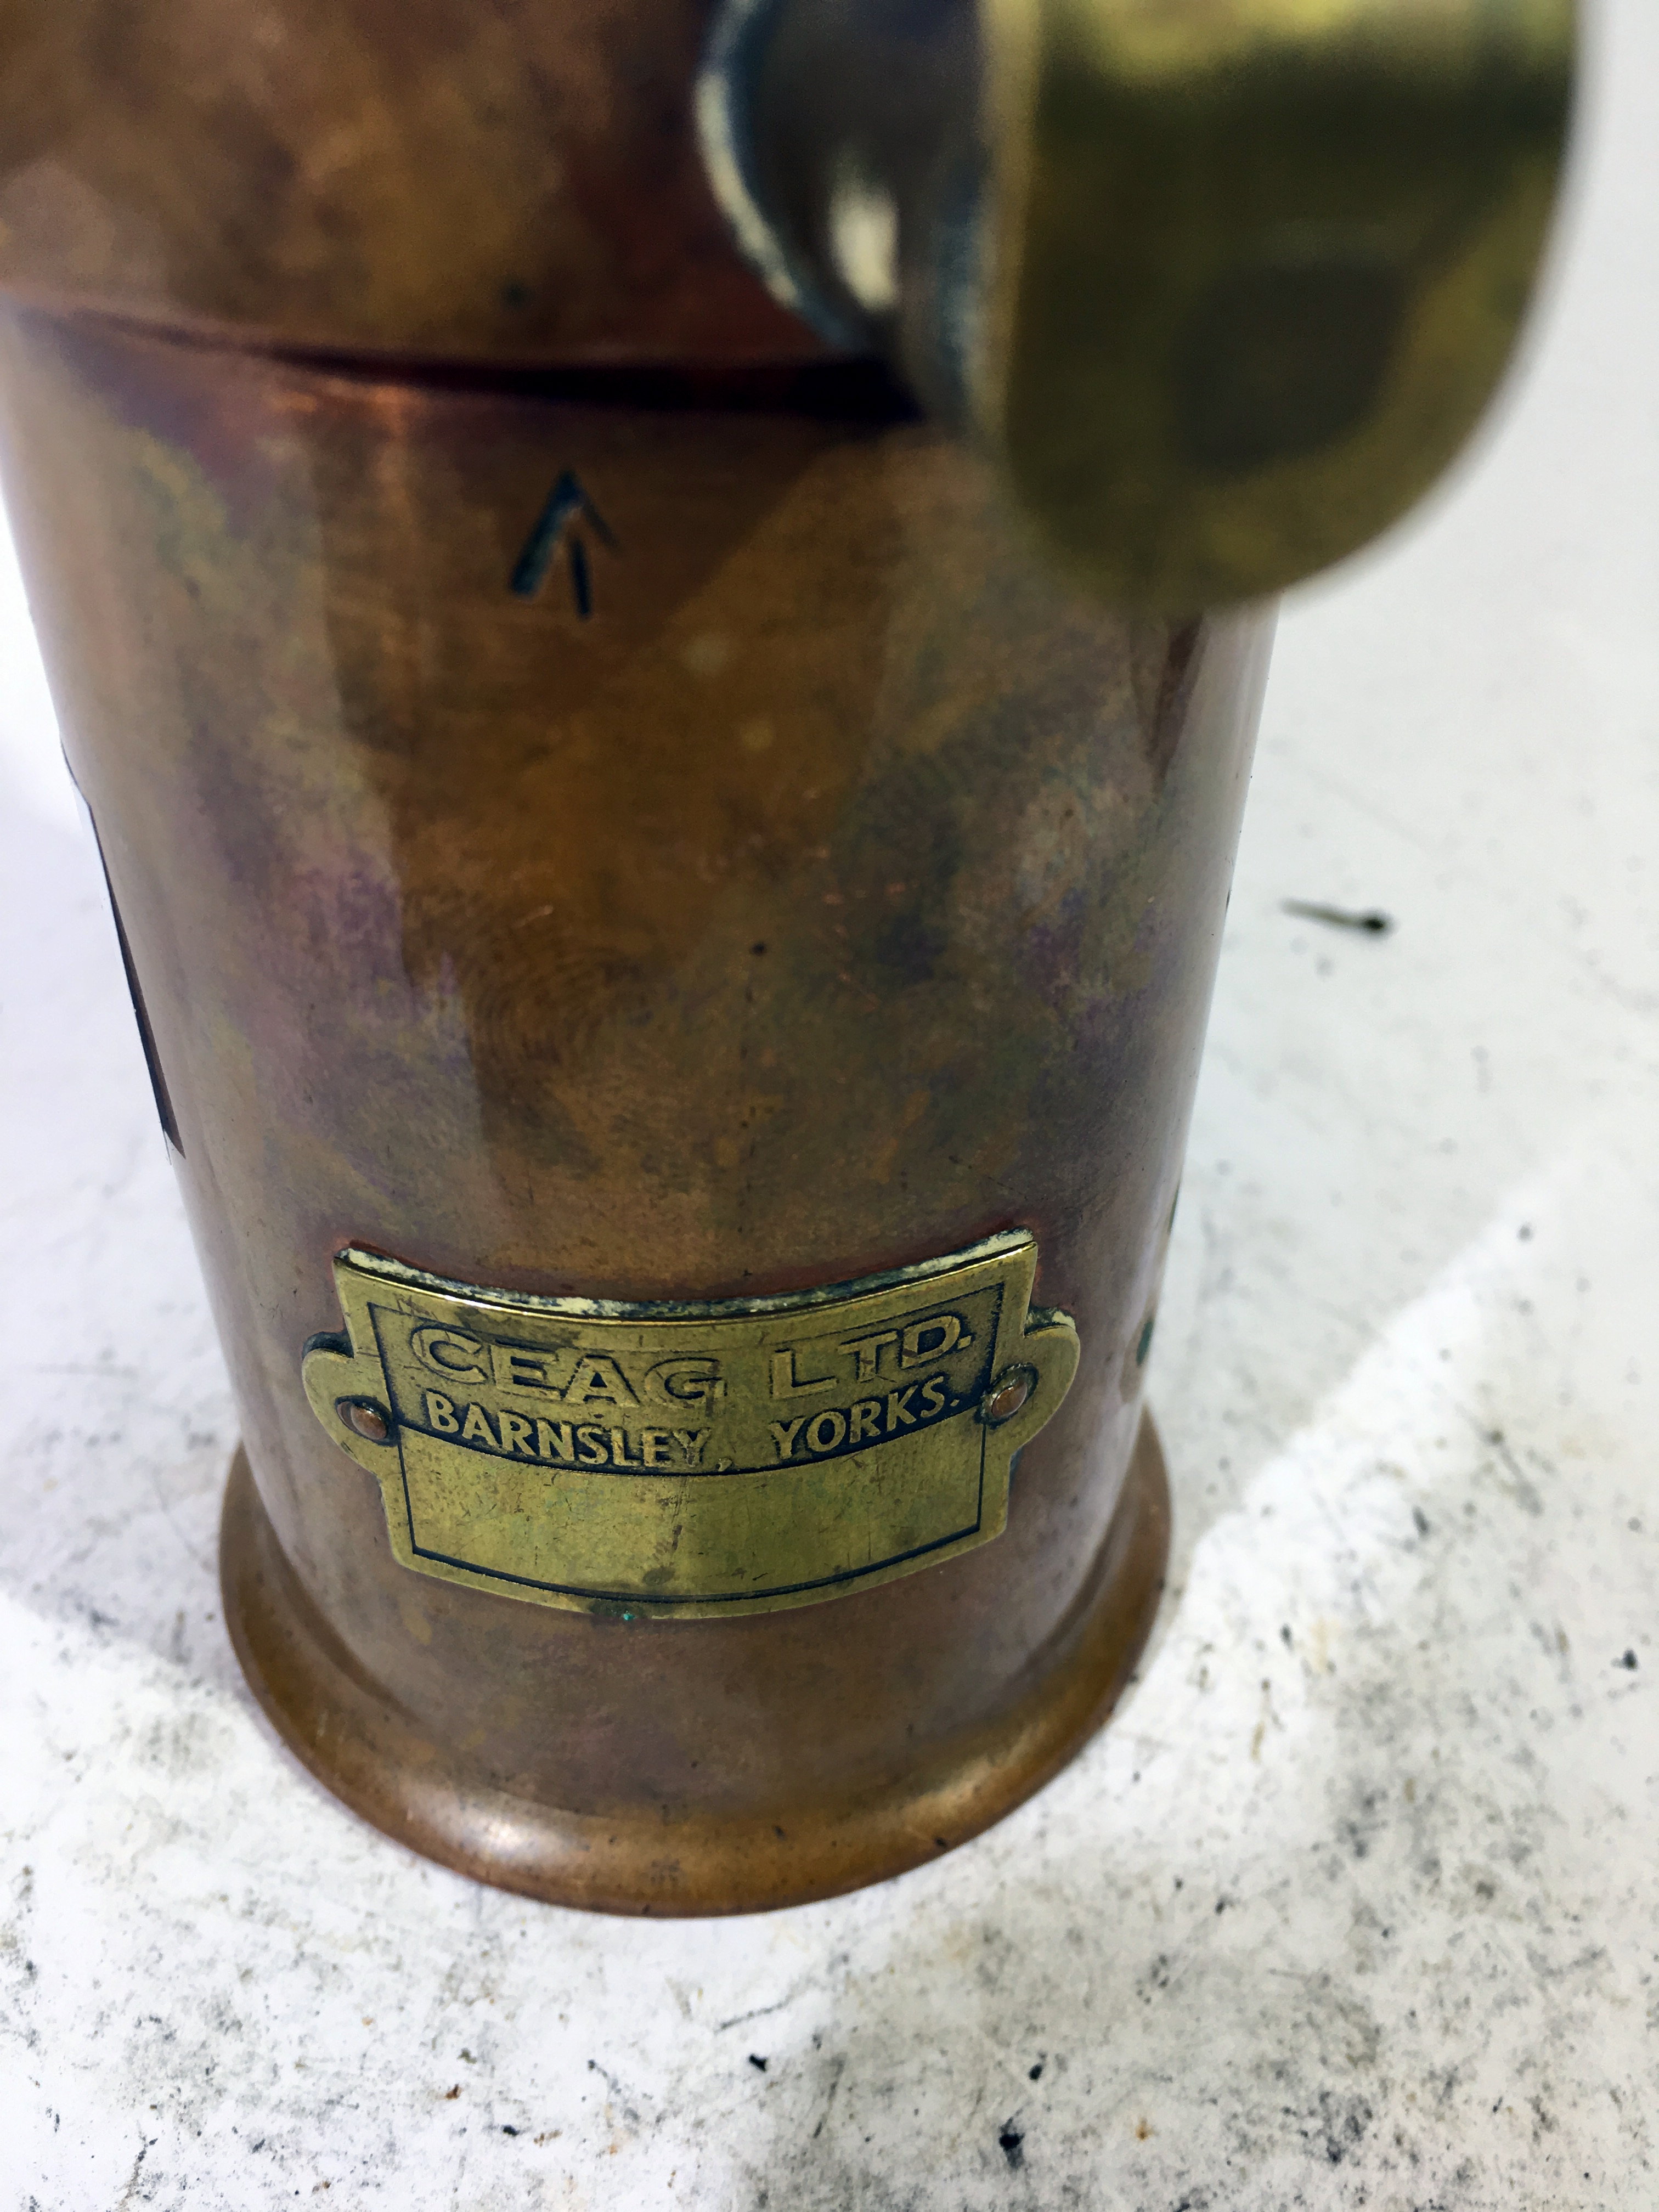 CEAG LTD.
BARNSLEY, YORKS.